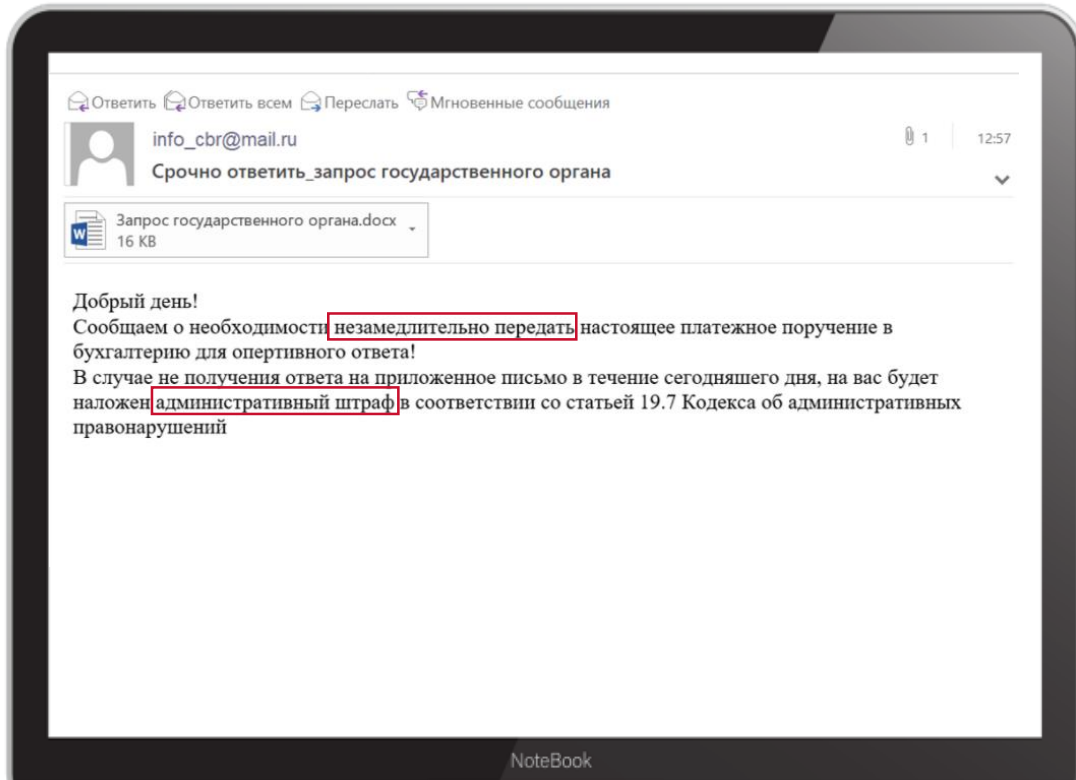 Ответить Ответить всем Переслать Мгновенные сообщения
info_cbr@mail.ru 1 12:57
Срочно ответить_запрос государственного органа
Запрос государственного органа.docx
16 KB
Добрый день!
Сообщаем о необходимости незамедлительно передать настоящее платежное поручение в
бухгалтерию для опертивного ответа!
В случае не получения ответа на приложенное письмо в течение сегодняшего дня, на вас будет
наложен административный штраф в соответствии со статьей 19.7 Кодекса об административных
правонарушений
NoteBook